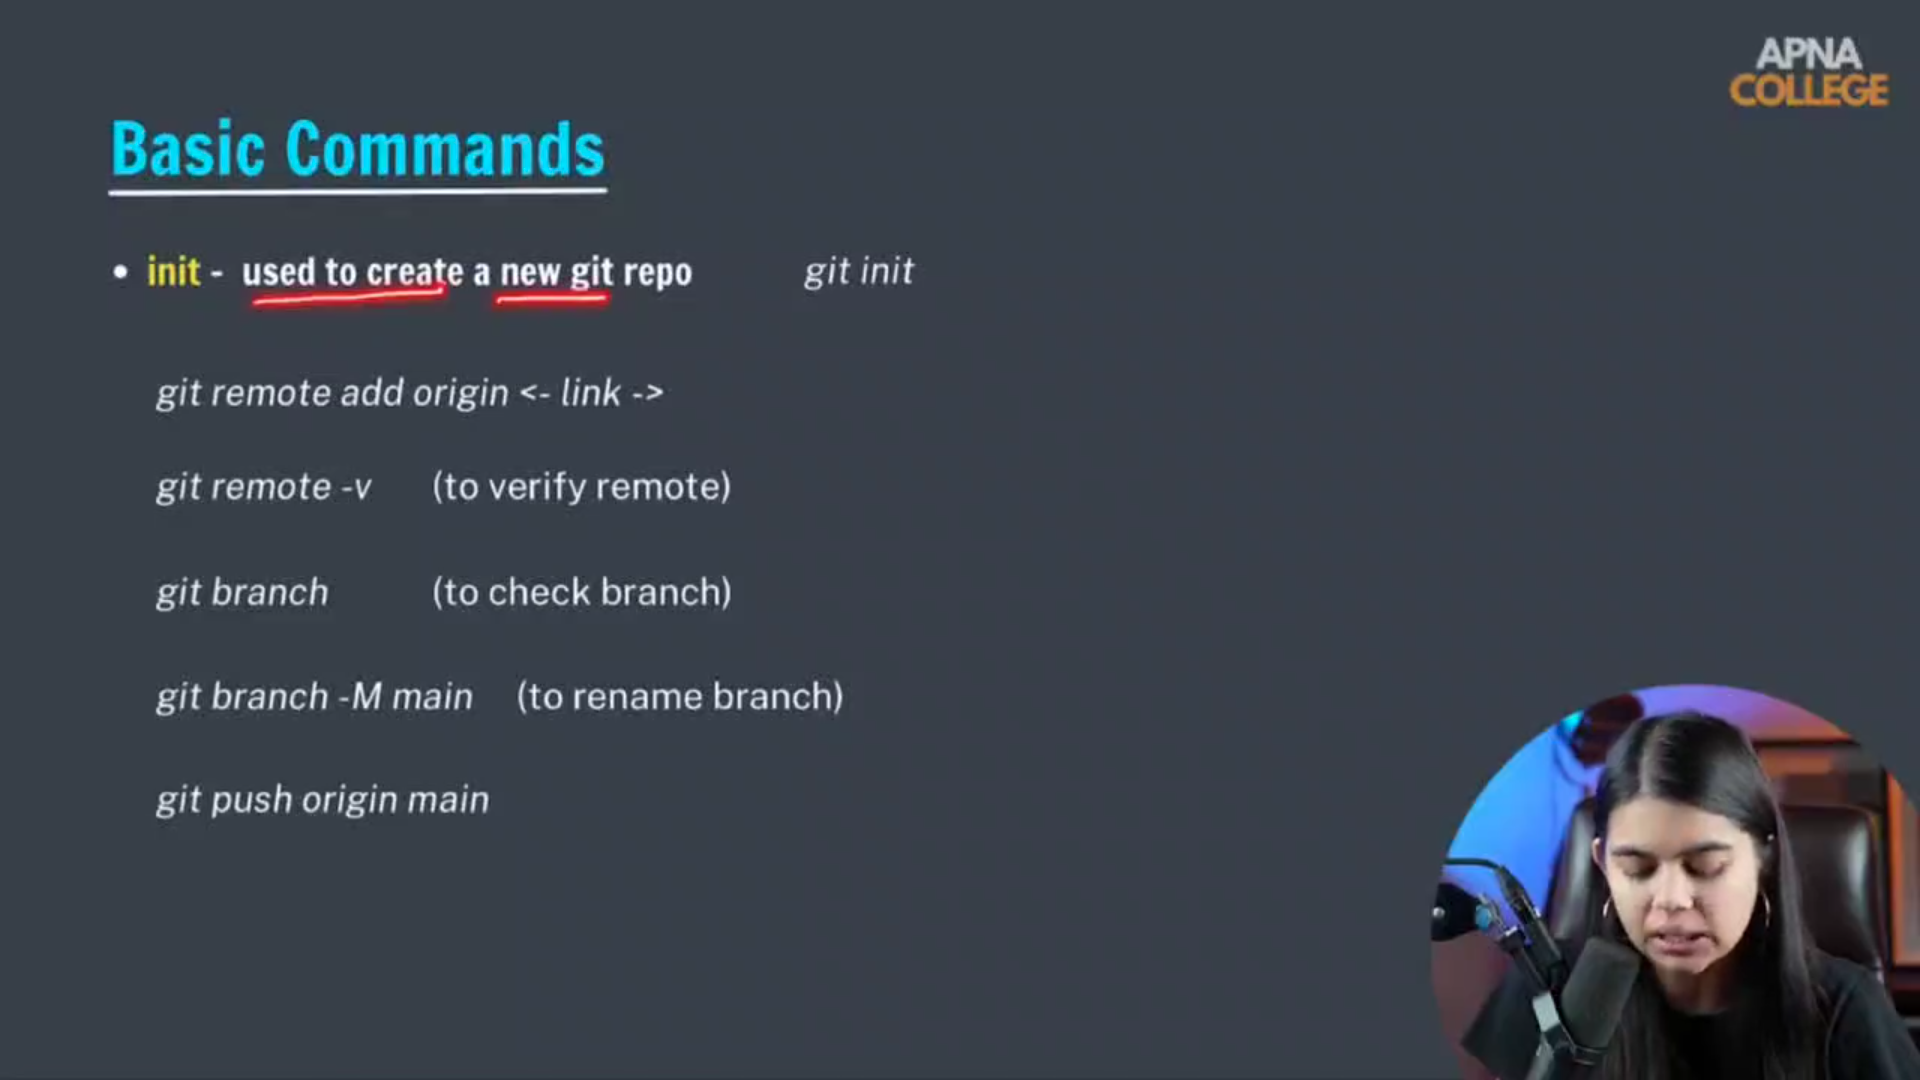 APNA
COLLEGE
Basic Commands
• init - used to create a new git repo git init
git remote add origin <- link ->
git remote -v (to verify remote)
git branch (to check branch)
git branch -M main (to rename branch)
git push origin main